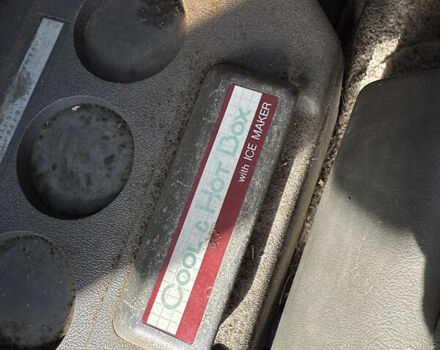 COOL & HOT BOX
with ICE MAKER